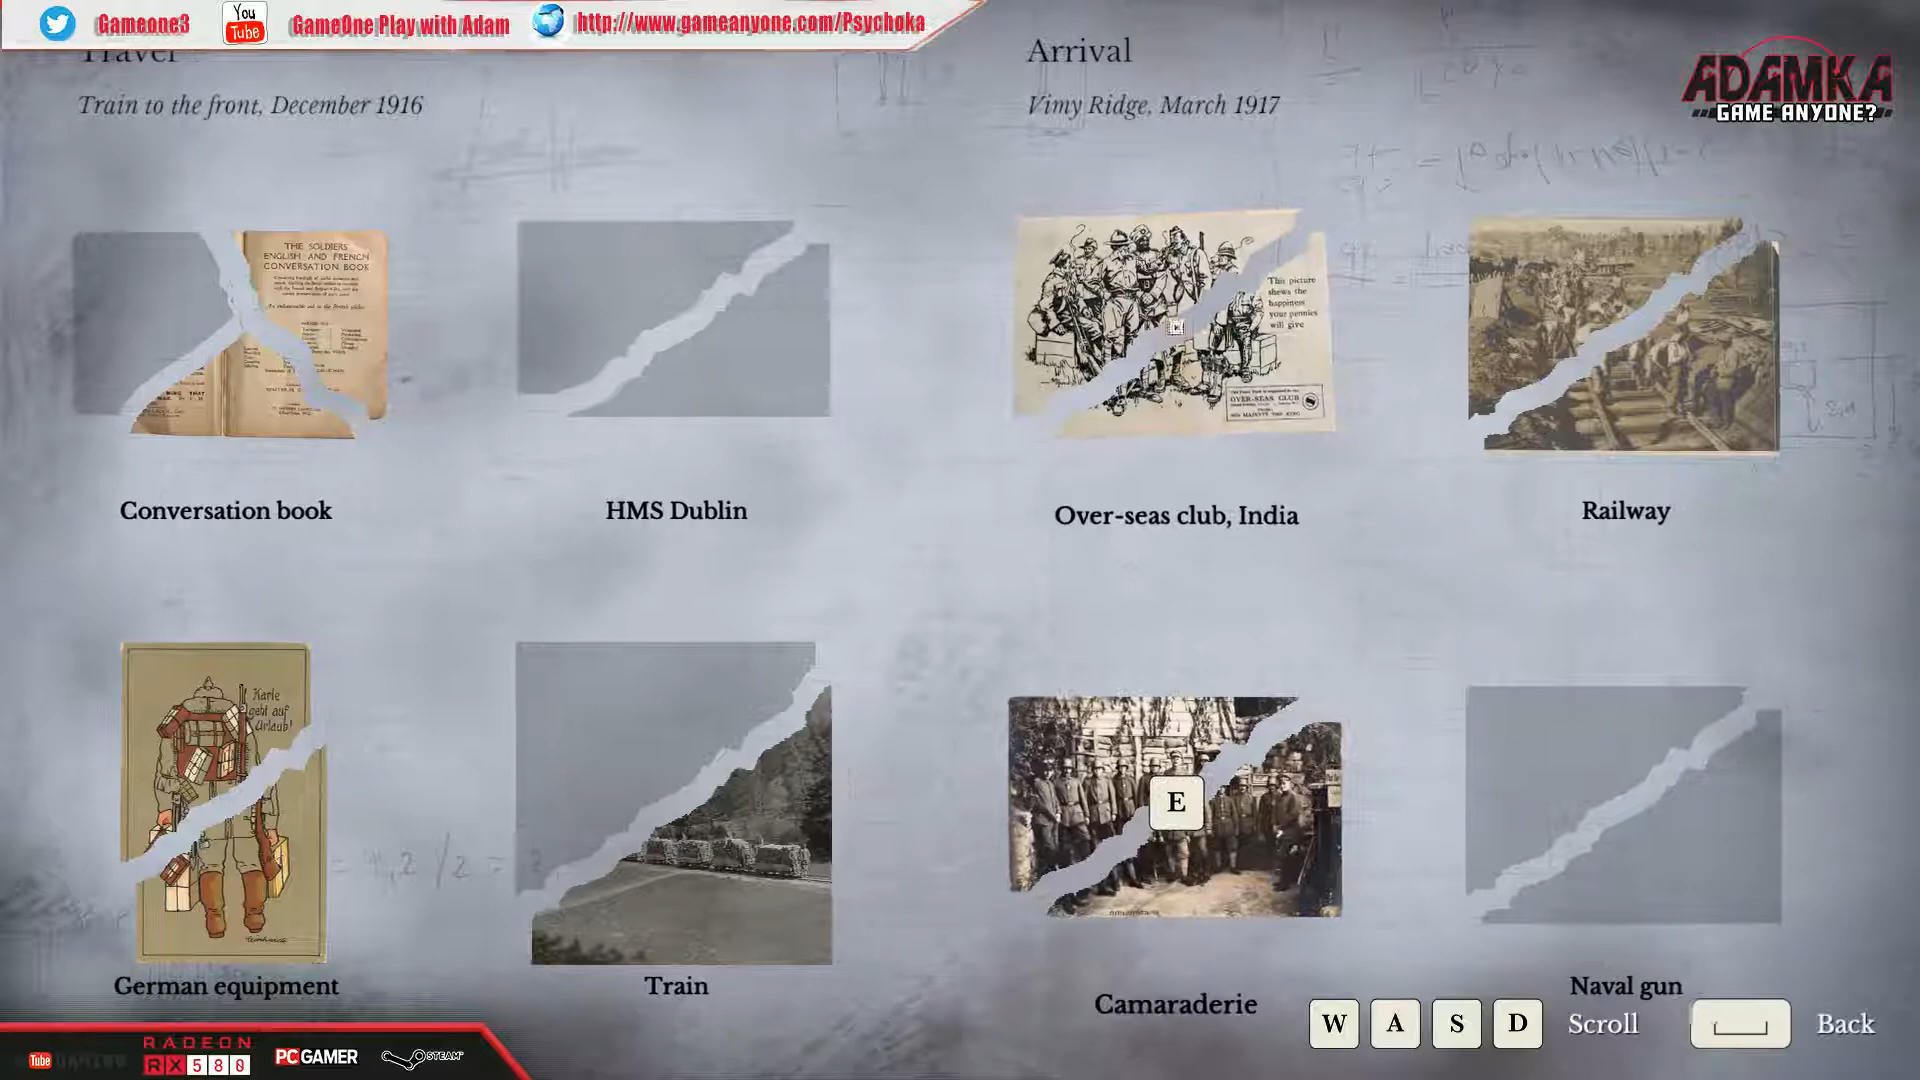 Gameone3
You
Tube
GameOne Play with Adam
http://www.gameanyone.com/Psychoka
Travel
Train to the front, December 1916
Arrival
Vimy Ridge, March 1917
ADAMKA
GAME ANYONE?
THE SOLDIERS
ENGLISH AND FRENCH
CONVERSATION BOOK
Conversation book
HMS Dublin
This picture
shews the
happiness
your pennies
will give
OVER-SEAS CLUB
Over-seas club, India
Railway
Karle
geht auf
Urlaub!
German equipment
Train
E
Camaraderie
Naval gun
W A S D Scroll
Back
Tube
RADEON
RX 580
PC GAMER
STEAM